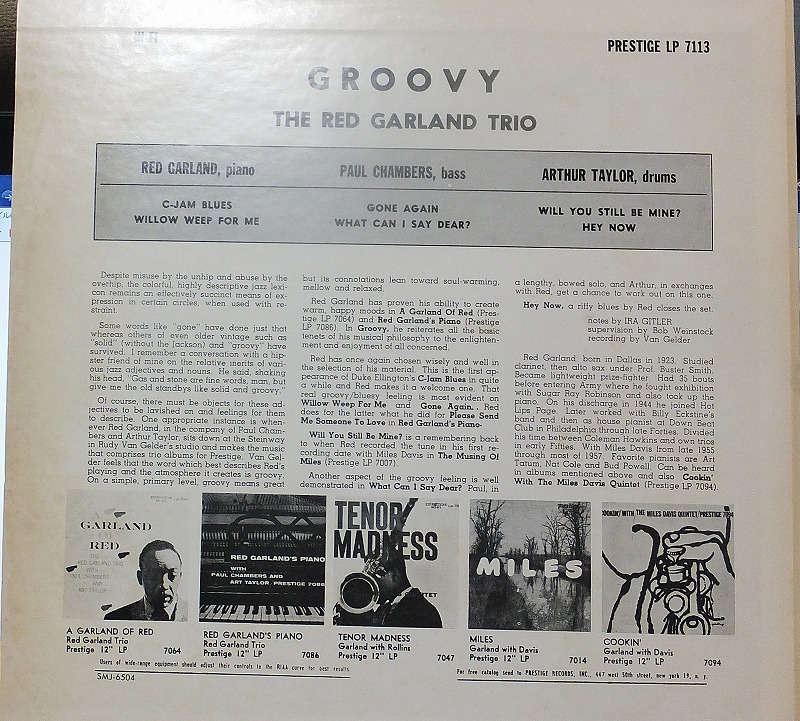 PRESTIGE LP 7113
GROOVY
THE RED GARLAND TRIO
RED GARLAND, piano
PAUL CHAMBERS, bass
ARTHUR TAYLOR, drums
C-JAM BLUES
WILLOW WEEP FOR ME
GONE AGAIN
WHAT CAN I SAY DEAR?
WILL YOU STILL BE MINE?
HEY NOW
Despite misuse by the unhip and abuse by the
overhip, the colorful, highly descriptive jazz lexi-
con remains an effectively succinct means of ex-
pression in certain circles, when used with re-
straint.
Some words like "gone" have done just that
whereas others of even older vintage such as
"solid" (without the Jackson) and "groovy" have
survived. I remember a conversation with a hip-
ster friend of mine on the relative merits of vari-
ous jazz adjectives and nouns. He said, shaking
his head, "Gas and stone are fine words, man, but
give me the old standbys like solid and groovy."
Of course, there must be objects for these ad-
jectives to be lavished on and feelings for them
to describe. One appropriate instance is when-
ever Red Garland, in the company of Paul Cham-
bers and Arthur Taylor, sits down at the Steinway
in Rudy Van Gelder's studio and makes the music
that comprises trio albums for Prestige. Van Gel-
der feels that the word which best describes Red's
playing and the atmosphere it creates is groovy.
On a simple, primary level, groovy means great
but its connotations lean toward soul-warming,
mellow and relaxed.
Red Garland has proven his ability to create
warm, happy moods in A Garland Of Red (Pres-
tige LP 7064) and Red Garland's Piano (Prestige
LP 7086). In Groovy, he reiterates all the basic
tenets of his musical philosophy to the enlighten-
ment and enjoyment of all concerned.
Red has once again chosen wisely and well in
the selection of his material. This is the first ap-
pearance of Duke Ellington's C-Jam Blues in quite
a while and Red makes it a welcome one. That
real groovy/bluesy feeling is most evident on
Willow Weep For Me and Gone Again. Red
does for the latter what he did for Please Send
Me Someone To Love in Red Garland's Piano.
Will You Still Be Mine? is a remembering back
to when Red recorded the tune in his first re-
cording date with Miles Davis in The Musing Of
Miles (Prestige LP 7007).
Another aspect of the groovy feeling is well
demonstrated in What Can I Say Dear? Paul, in
a lengthy, bowed solo, and Arthur, in exchanges
with Red, get a chance to work out on this one.
Hey Now, a riffy blues by Red closes the set.
notes by IRA GITLER
supervision by Bob Weinstock
recording by Van Gelder
Red Garland: born in Dallas in 1923. Studied
clarinet, then alto sax under Prof. Buster Smith.
Became lightweight prize-fighter. Had 35 bouts
before entering Army where he fought exhibition
with Sugar Ray Robinson and also took up the
piano. On his discharge in 1944 he joined Hot
Lips Page. Later worked with Billy Eckstine's
band and then as house pianist at Down Beat
Club in Philadelphia through late Forties. Divided
his time between Coleman Hawkins and own trios
in early Fifties. With Miles Davis from late 1955
through most of 1957. Favorite pianists are Art
Tatum, Nat Cole and Bud Powell. Can be heard
in albums mentioned above and also Cookin'
With The Miles Davis Quintet (Prestige LP 7094).
A GARLAND OF RED
THE RED GARLAND TRIO
WITH PAUL CHAMBERS
AND
ART TAYLOR
RED GARLAND'S PIANO
WITH
PAUL CHAMBERS AND
ART TAYLOR/PRESTIGE 7086
TENOR
MADNESS
MILES
COOKIN' WITH THE MILES DAVIS QUINTET/PRESTIGE 7094
A GARLAND OF RED
Red Garland Trio
Prestige 12" LP 7064
RED GARLAND'S PIANO
Red Garland Trio
Prestige 12" LP 7086
TENOR MADNESS
Garland with Rollins
Prestige 12" LP 7047
MILES
Garland with Davis
Prestige 12" LP 7014
COOKIN'
Garland with Davis
Prestige 12" LP 7094
Users of wide-range equipment should adjust their controls to the RIAA curve for best results
For free catalog send to PRESTIGE RECORDS, INC., 447 west 50th street, new york 19, n. y.
SMJ-6504